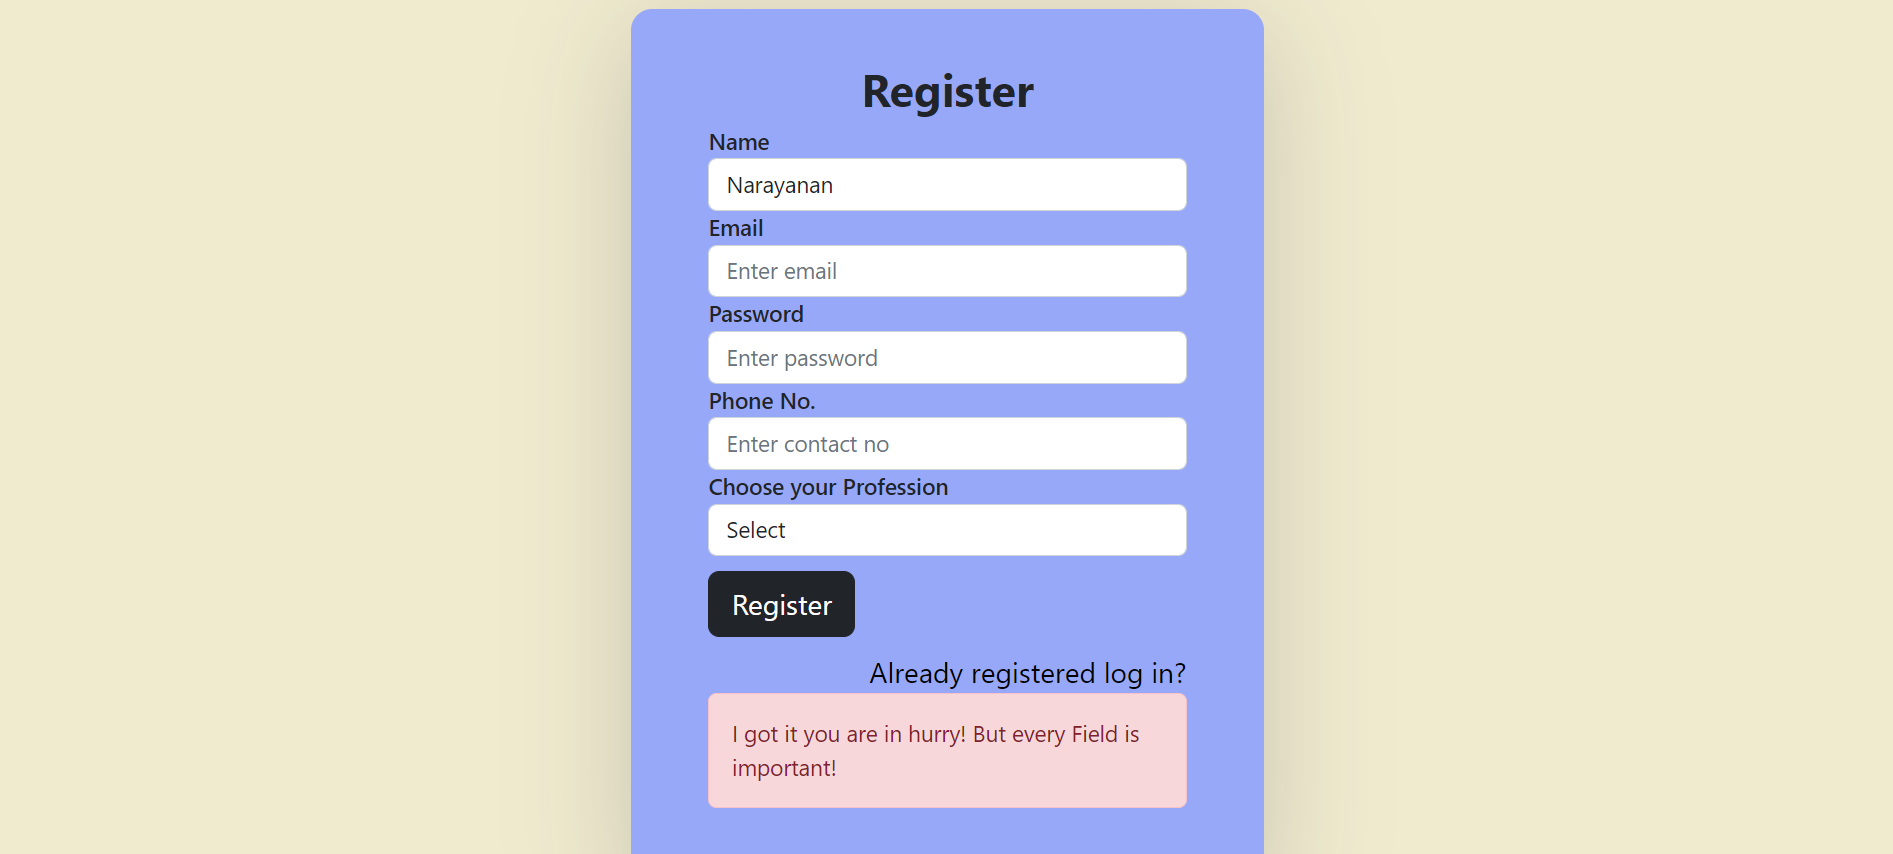 Register
Name
Narayanan
Email
Enter email
Password
Enter password
Phone No.
Enter contact no
Choose your Profession
Select
Register
Already registered log in?
I got it you are in hurry! But every Field is
important!